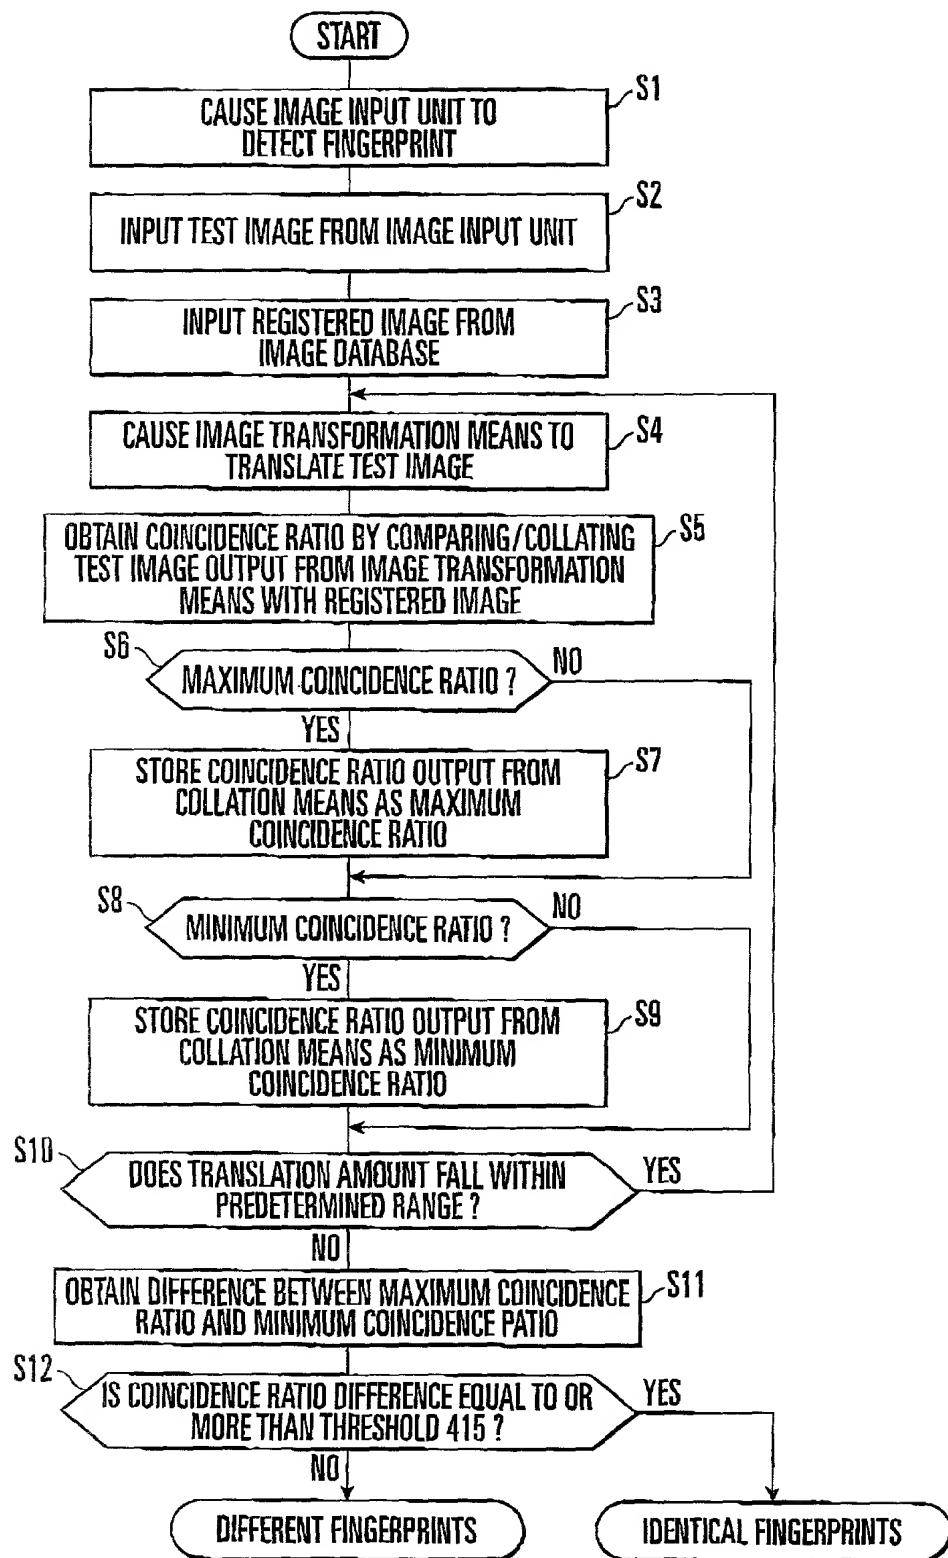 START
S1
CAUSE IMAGE INPUT UNIT TO
DETECT FINGERPRINT
S2
INPUT TEST IMAGE FROM IMAGE INPUT UNIT
S3
INPUT REGISTERED IMAGE FROM
IMAGE DATABASE
S4
CAUSE IMAGE TRANSFORMATION MEANS TO
TRANSLATE TEST IMAGE
S5
OBTAIN COINCIDENCE RATIO BY COMPARING/COLLATING
TEST IMAGE OUTPUT FROM IMAGE TRANSFORMATION
MEANS WITH REGISTERED IMAGE
S6
MAXIMUM COINCIDENCE RATIO ?
NO
YES
S7
STORE COINCIDENCE RATIO OUTPUT FROM
COLLATION MEANS AS MAXIMUM
COINCIDENCE RATIO
S8
MINIMUM COINCIDENCE RATIO ?
NO
YES
S9
STORE COINCIDENCE RATIO OUTPUT FROM
COLLATION MEANS AS MINIMUM
COINCIDENCE RATIO
S10
DOES TRANSLATION AMOUNT FALL WITHIN
PREDETERMINED RANGE ?
YES
NO
S11
OBTAIN DIFFERENCE BETWEEN MAXIMUM COINCIDENCE
RATIO AND MINIMUM COINCIDENCE PATIO
S12
IS COINCIDENCE RATIO DIFFERENCE EQUAL TO OR
MORE THAN THRESHOLD 415 ?
YES
NO
DIFFERENT FINGERPRINTS
IDENTICAL FINGERPRINTS